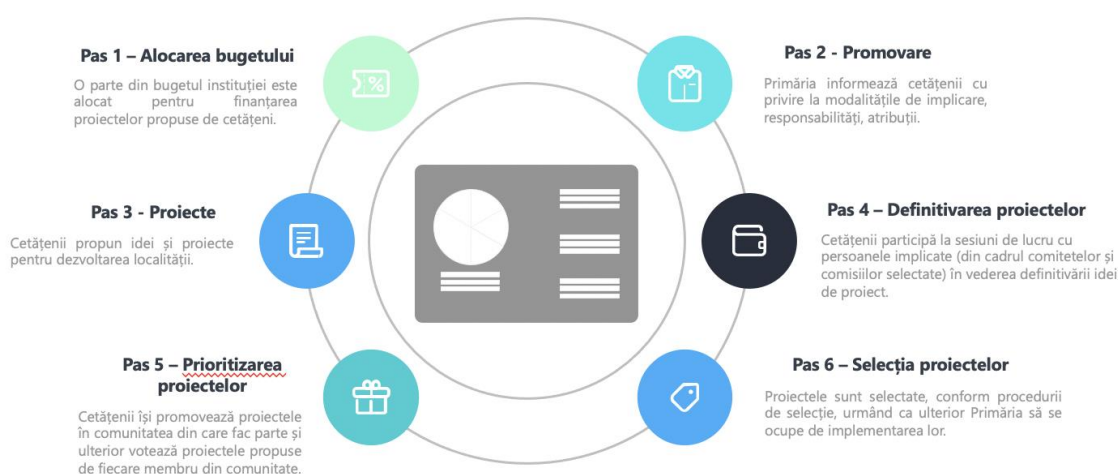 Pas 1 – Alocarea bugetului
O parte din bugetul instituției este
alocat pentru finanțarea
proiectelor propuse de cetățeni.
Pas 2 - Promovare
Primăria informează cetățenii cu
privire la modalitățile de implicare,
responsabilități, atribuții.
Pas 3 - Proiecte
Cetățenii propun idei și proiecte
pentru dezvoltarea localității.
Pas 4 – Definitivarea proiectelor
Cetățenii participă la sesiuni de lucru cu
persoanele implicate (din cadrul comitetelor și
comisiilor selectate) în vederea definitivării idei
de proiect.
Pas 5 – Prioritizarea
proiectelor
Cetățenii își promovează proiectele
în comunitatea din care fac parte și
ulterior votează proiectele propuse
de fiecare membru din comunitate.
Pas 6 – Selecția proiectelor
Proiectele sunt selectate, conform procedurii
de selecție, urmând ca ulterior Primăria să se
ocupe de implementarea lor.
%